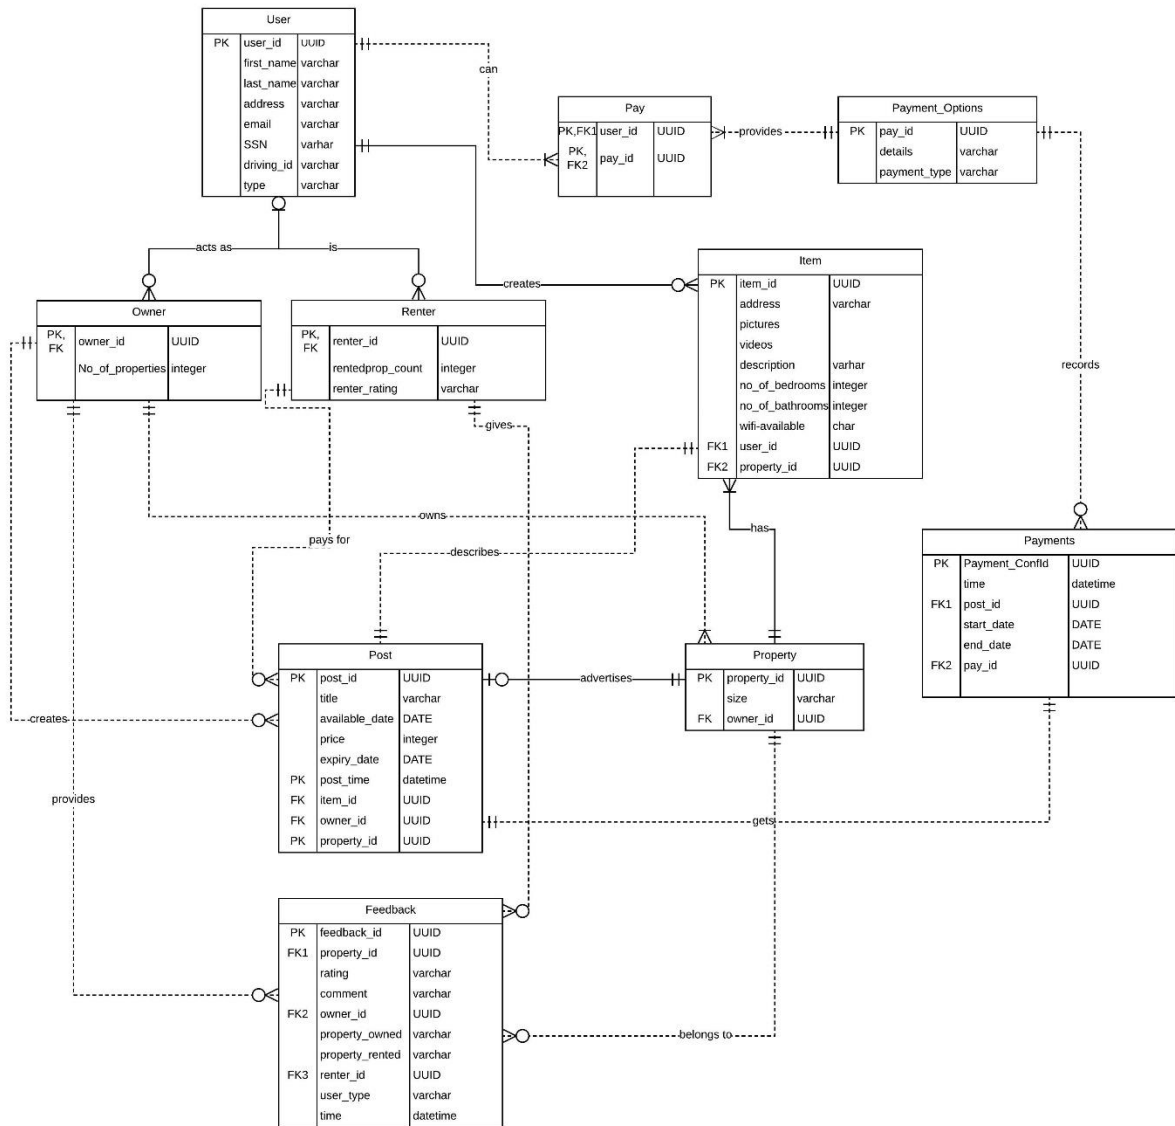 User
PK user_id UUID
first_name varchar
last_name varchar
address varchar
email varchar
SSN varhar
driving_id varchar
type varchar
can
Pay
PK,FK1 user_id UUID
PK, FK2 pay_id UUID
provides
Payment_Options
PK pay_id UUID
details varchar
payment_type varchar
acts as
is
creates
records
Owner
PK, FK owner_id UUID
No_of_properties integer
Renter
PK, FK renter_id UUID
rentedprop_count integer
renter_rating varchar
Item
PK item_id UUID
address varchar
pictures
videos
description varhar
no_of_bedrooms integer
no_of_bathrooms integer
wifi-available char
FK1 user_id UUID
FK2 property_id UUID
gives
owns
has
pays for
describes
Payments
PK Payment_ConfId UUID
time datetime
FK1 post_id UUID
start_date DATE
end_date DATE
FK2 pay_id UUID
Post
PK post_id UUID
title varchar
available_date DATE
price integer
expiry_date DATE
PK post_time datetime
FK item_id UUID
FK owner_id UUID
PK property_id UUID
advertises
Property
PK property_id UUID
size varchar
FK owner_id UUID
creates
provides
gets
Feedback
PK feedback_id UUID
FK1 property_id UUID
rating varchar
comment varchar
FK2 owner_id UUID
property_owned varchar
property_rented varchar
FK3 renter_id UUID
user_type varchar
time datetime
belongs to